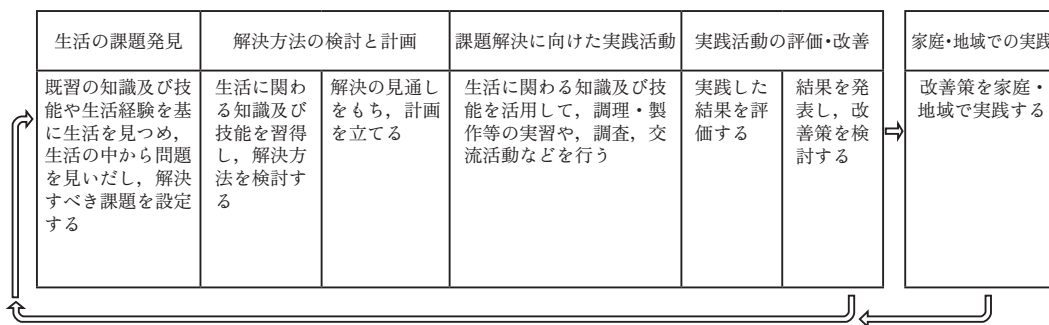 生活の課題発見
解決方法の検討と計画
課題解決に向けた実践活動
実践活動の評価・改善
家庭・地域での実践
既習の知識及び技
能や生活経験を基
に生活を見つめ，
生活の中から問題
を見いだし，解決
すべき課題を設定
する
生活に関わ
る知識及び
技能を習得
し，解決方
法を検討す
る
解決の見通し
をもち，計画
を立てる
生活に関わる知識及び技
能を活用して，調理・製
作等の実習や，調査，交
流活動などを行う
実践した
結果を評
価する
結果を発
表し，改
善策を検
討する
改善策を家庭・
地域で実践する